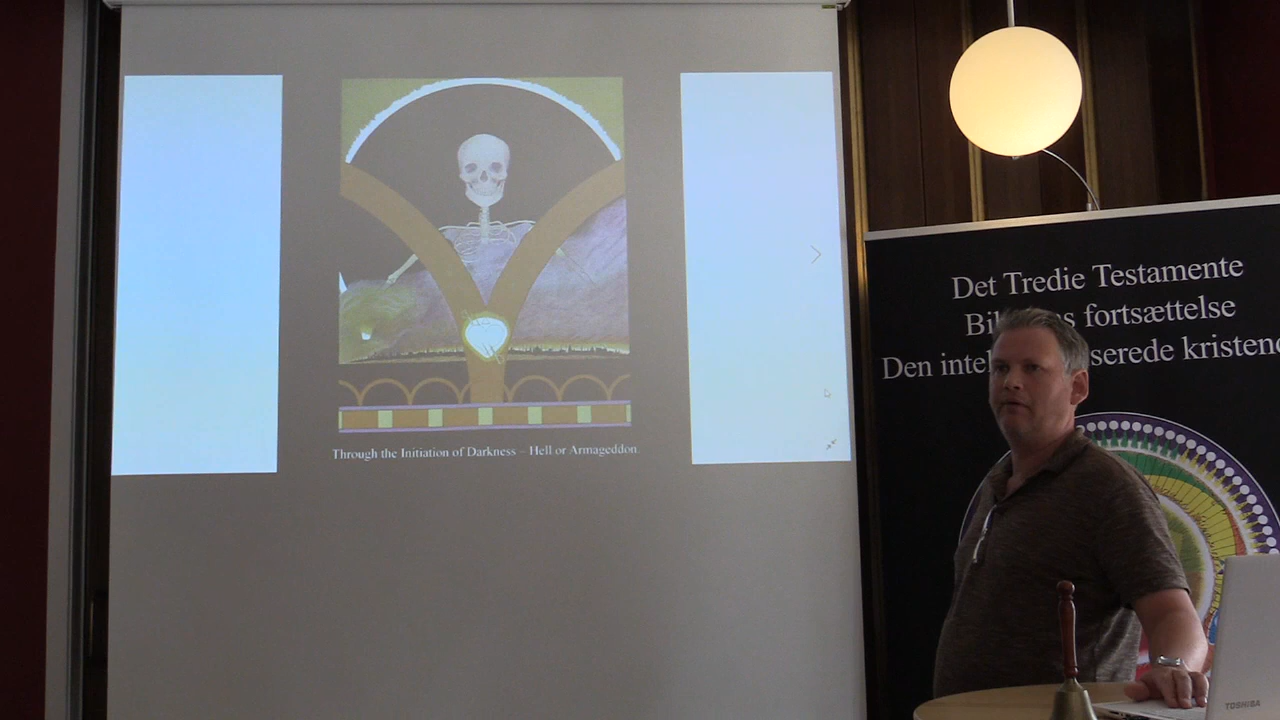 Through the Initiation of Darkness – Hell or Armageddon.
Det Tredie Testamente
fortsættelse
Den
TOSHIBA